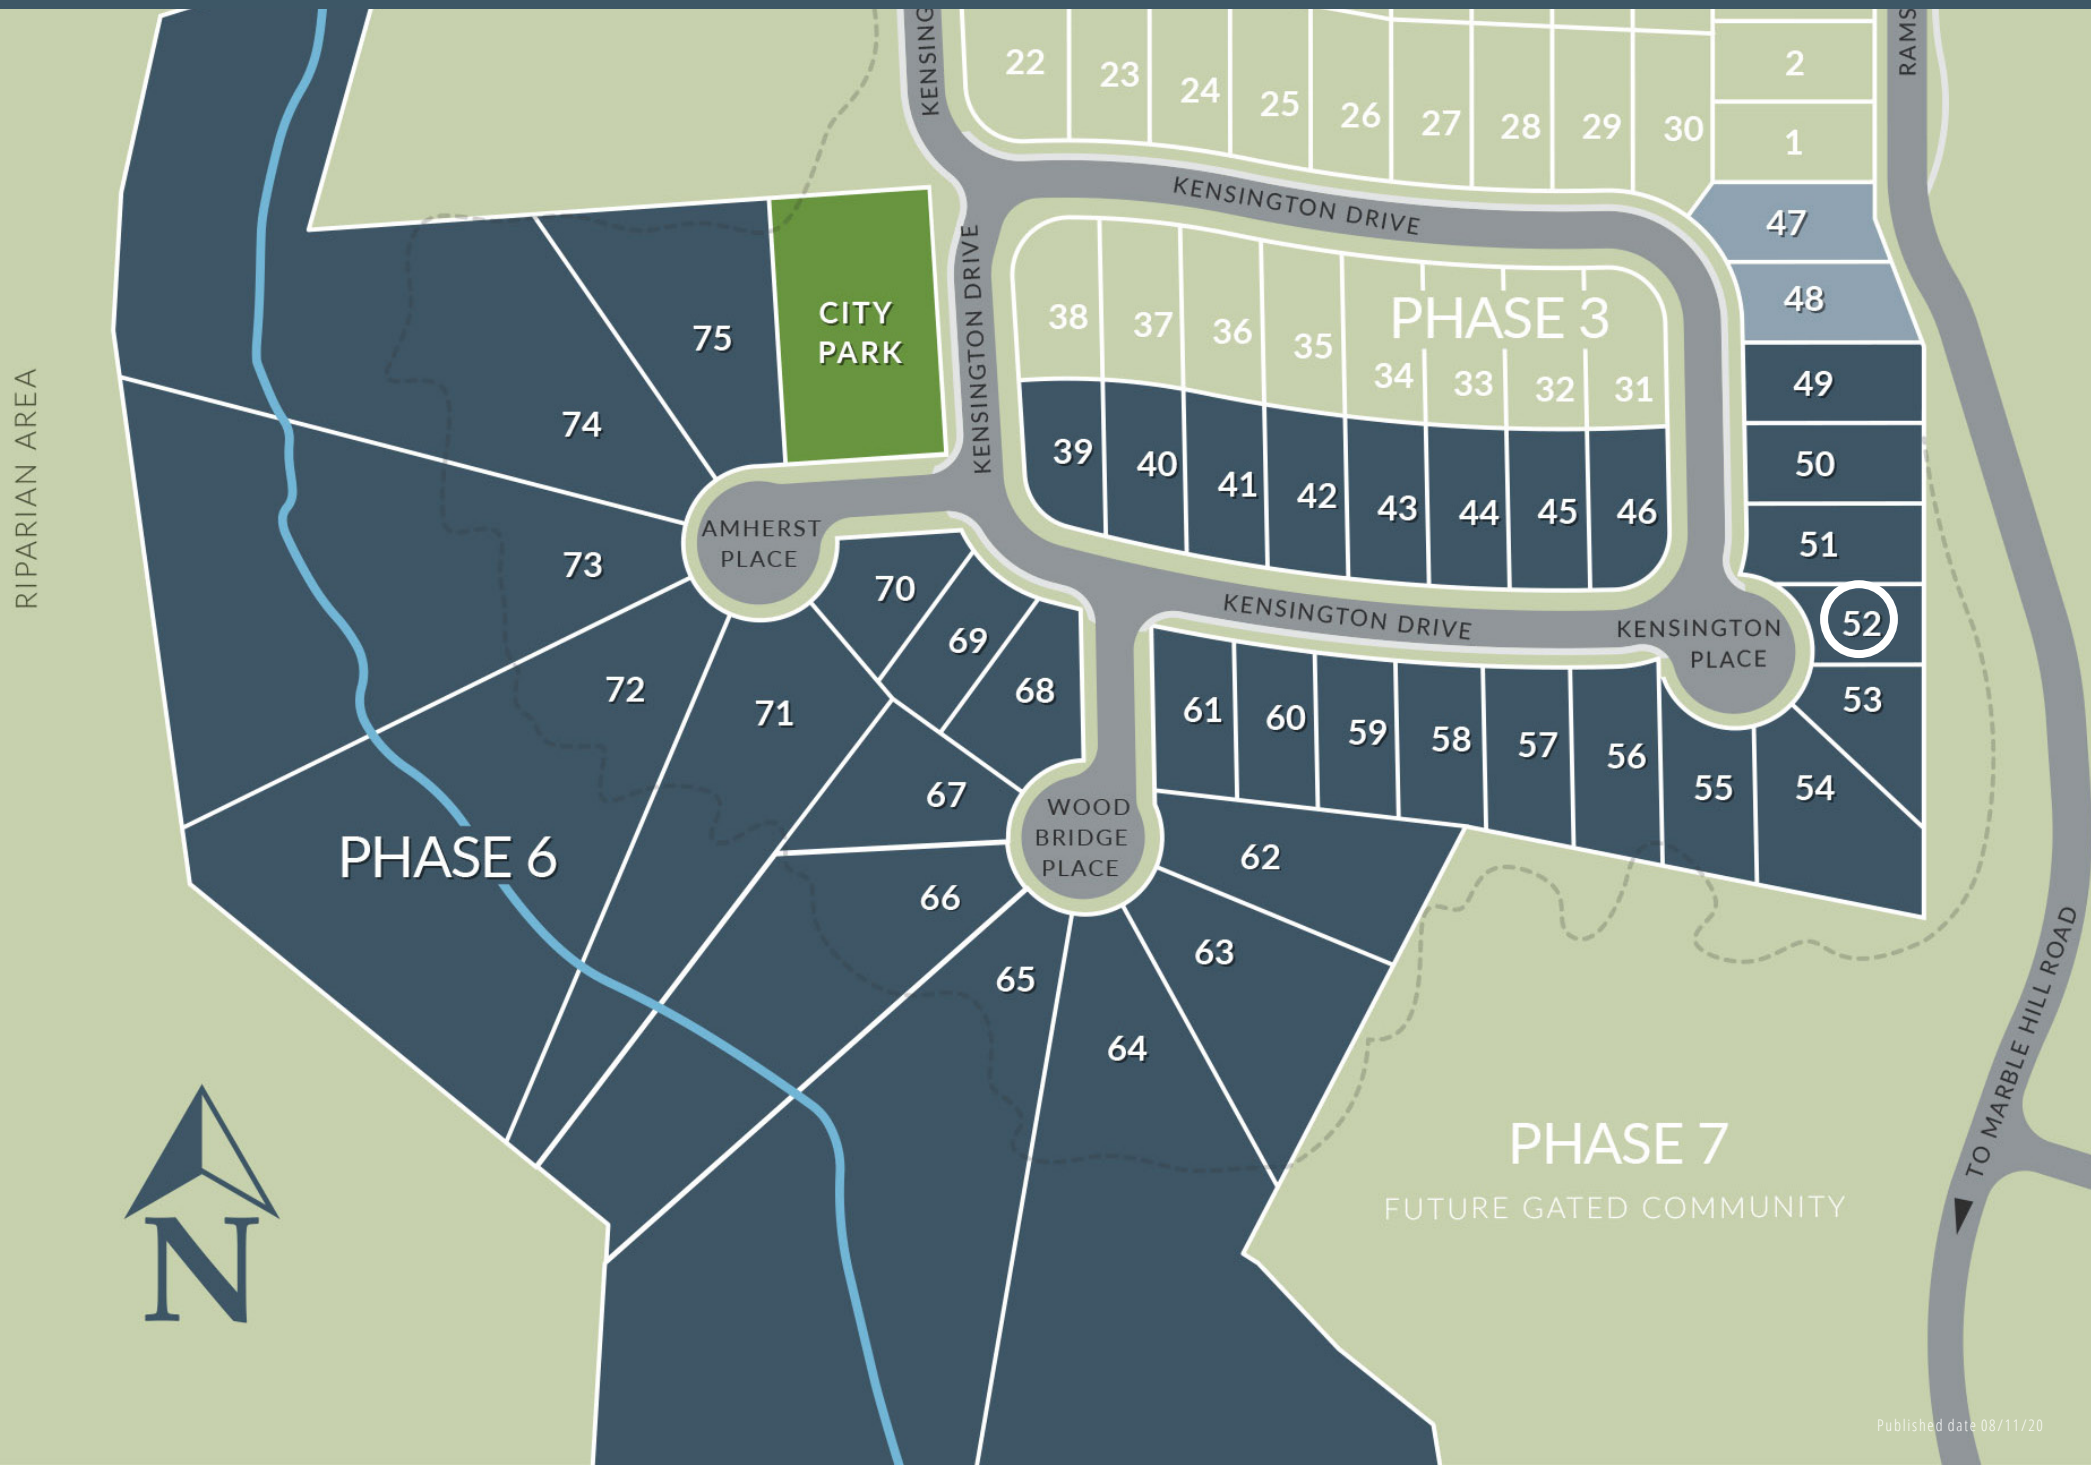 KENSING
22
23
24
25
26
27
28
29
30
2
1
RAMS
KENSINGTON DRIVE
47
48
CITY
PARK
KENSINGTON DRIVE
38
37
36
35
34
33
32
31
PHASE 3
75
74
49
50
51
52
53
39
40
41
42
43
44
45
46
RIPARIAN AREA
73
AMHERST
PLACE
70
69
68
KENSINGTON DRIVE
KENSINGTON
PLACE
72
71
61
60
59
58
57
56
55
54
67
WOOD
BRIDGE
PLACE
62
PHASE 6
66
63
65
64
TO MARBLE HILL ROAD
PHASE 7
FUTURE GATED COMMUNITY
N
Published date 08/11/20